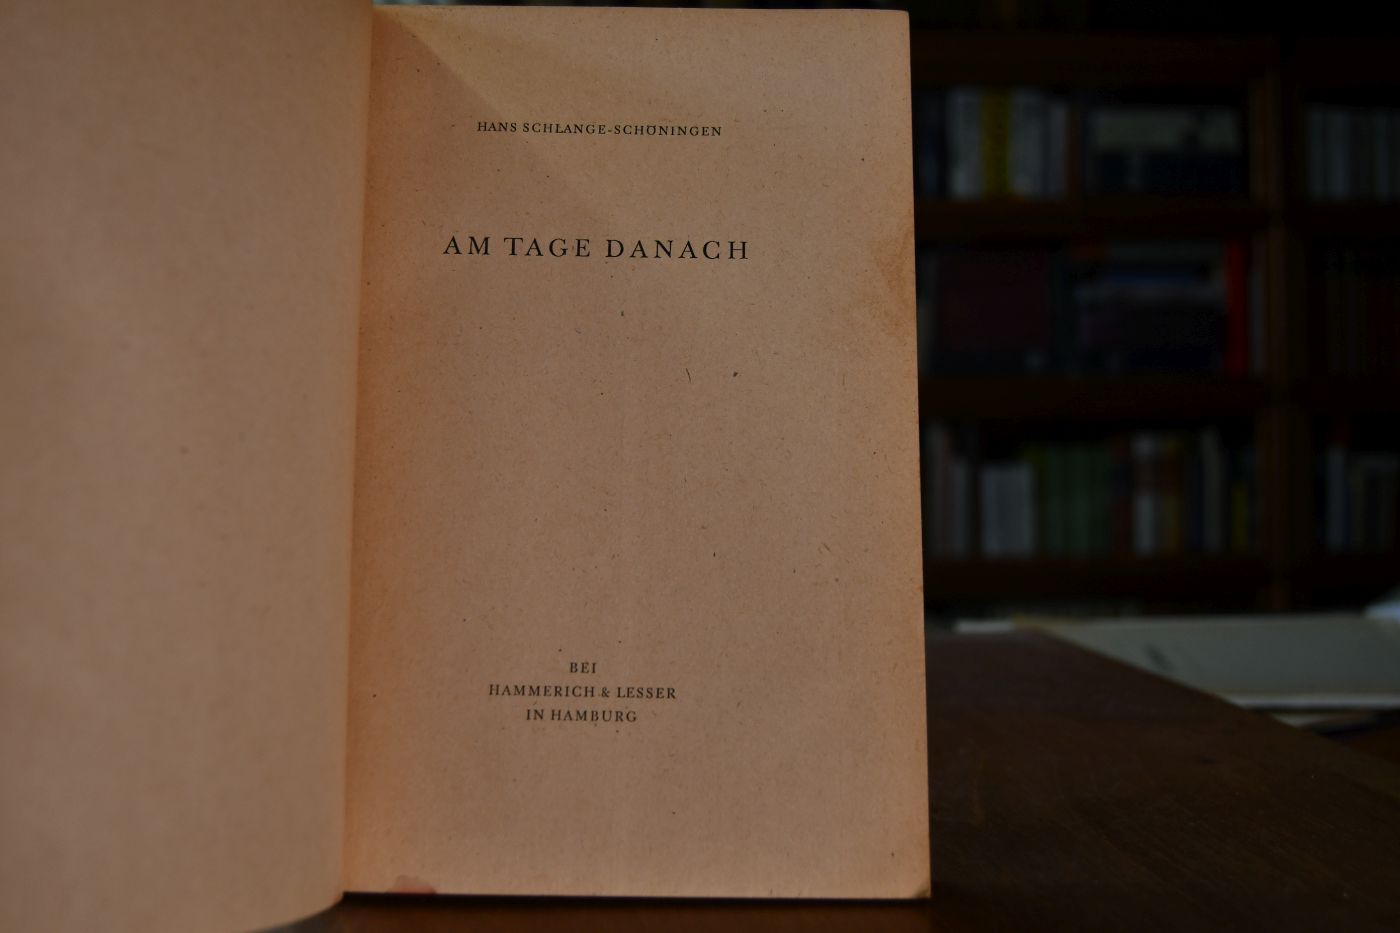 HANS SCHLANGE-SCHÖNINGEN
AM TAGE DANACH
BEI
HAMMERICH & LESSER
IN HAMBURG